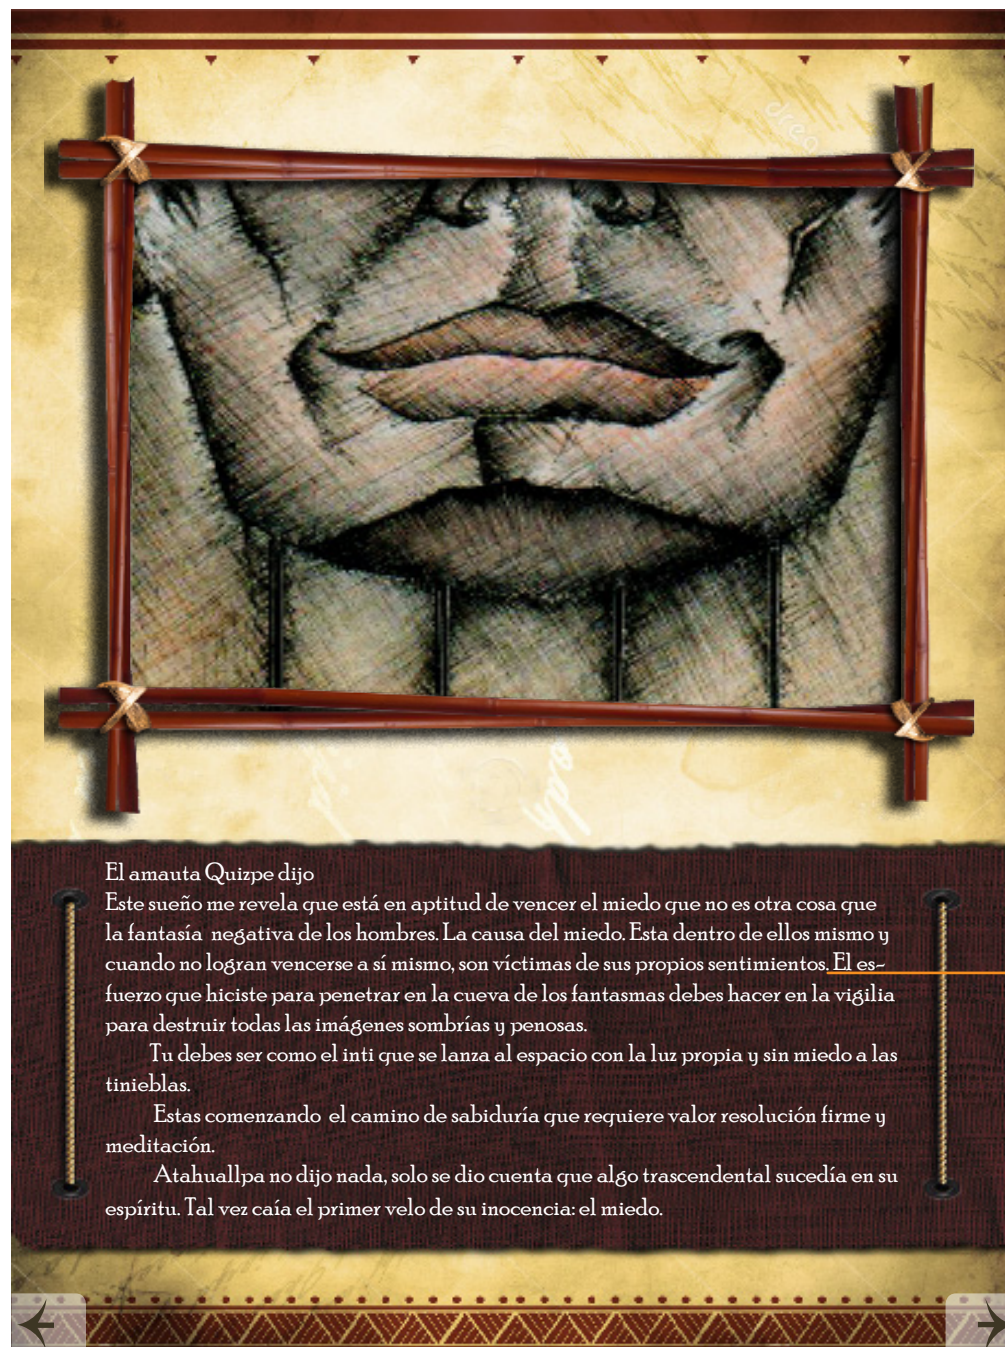 El amauta Quizpe dijo
Este sueño me revela que está en aptitud de vencer el miedo que no es otra cosa que
la fantasía negativa de los hombres. La causa del miedo. Esta dentro de ellos mismo y
cuando no logran vencerse a sí mismo, son víctimas de sus propios sentimientos. El es-
fuerzo que hiciste para penetrar en la cueva de los fantasmas debes hacer en la vigilia
para destruir todas las imágenes sombrías y penosas.
Tu debes ser como el inti que se lanza al espacio con la luz propia y sin miedo a las
tinieblas.
Estas comenzando el camino de sabiduría que requiere valor resolución firme y
meditación.
Atahuallpa no dijo nada, solo se dio cuenta que algo trascendental sucedía en su
espíritu. Tal vez caía el primer velo de su inocencia: el miedo.